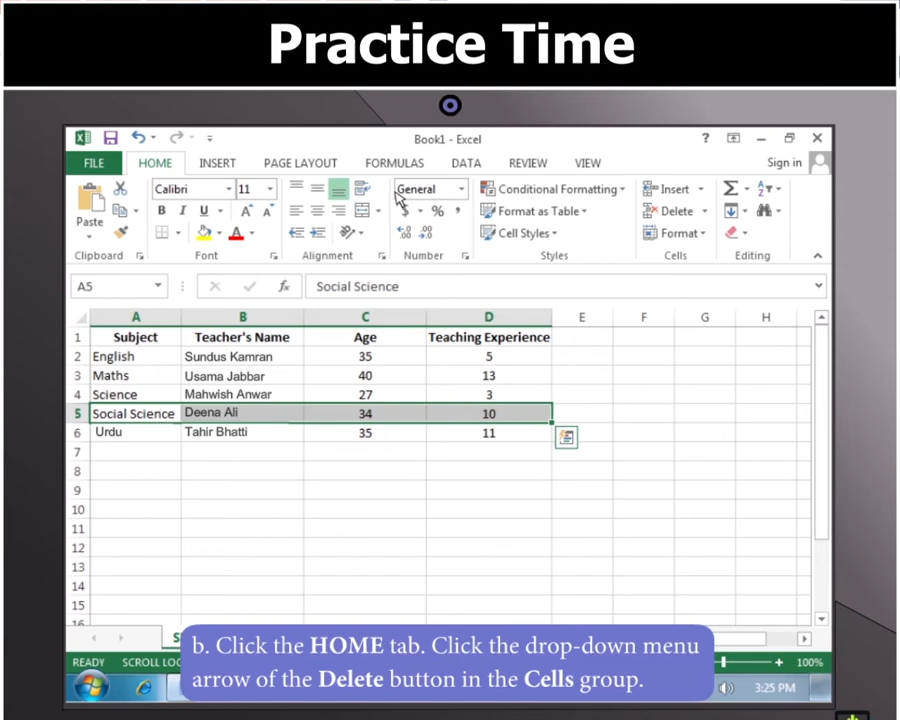 Practice Time
Book1 - Excel
?
FILE HOME INSERT PAGE LAYOUT FORMULAS DATA REVIEW VIEW Sign in
Paste
Calibri 11
B I U A A A
General
$ % ,
Conditional Formatting
Format as Table
Cell Styles
Insert
Delete
Format
Clipboard Font Alignment Number Styles Cells Editing
A5 fx Social Science
A B C D E F G H
1 Subject Teacher's Name Age Teaching Experience
2 English Sundus Kamran 35 5
3 Maths Usama Jabbar 40 13
4 Science Mahwish Anwar 27 3
5 Social Science Deena Ali 34 10
6 Urdu Tahir Bhatti 35 11
7
8
9
10
11
12
13
14
15
16
READY SCROLL LOC 100%
b. Click the HOME tab. Click the drop-down menu
arrow of the Delete button in the Cells group.
3:25 PM